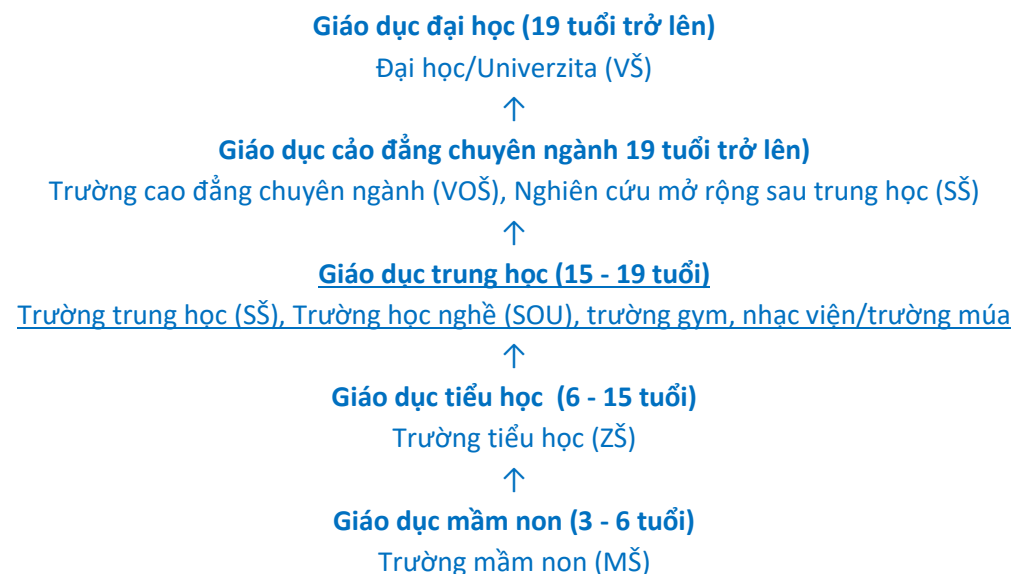 Giáo dục đại học (19 tuổi trở lên)
Đại học/Univerzita (VŠ)
↑
Giáo dục cảo đẳng chuyên ngành 19 tuổi trở lên)
Trường cao đẳng chuyên ngành (VOŠ), Nghiên cứu mở rộng sau trung học (SŠ)
↑
Giáo dục trung học (15 - 19 tuổi)
Trường trung học (SŠ), Trường học nghề (SOU), trường gym, nhạc viện/trường múa
↑
Giáo dục tiểu học (6 - 15 tuổi)
Trường tiểu học (ZŠ)
↑
Giáo dục mầm non (3 - 6 tuổi)
Trường mầm non (MŠ)